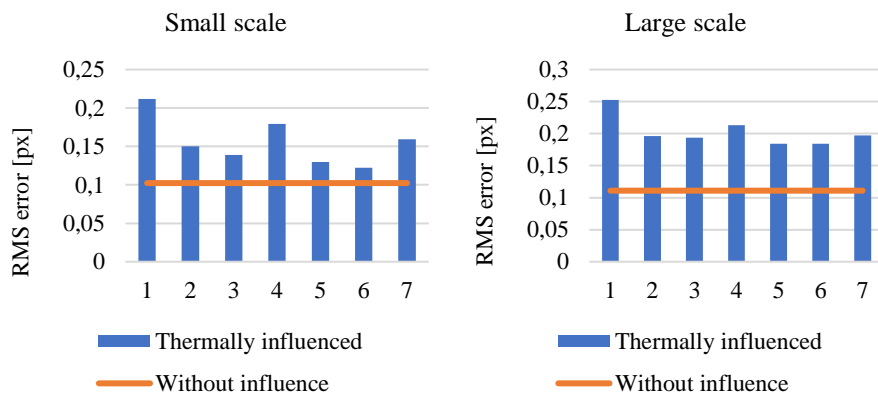 Small scale
0,25
0,2
0,15
0,1
0,05
0
RMS error [px]
1 2 3 4 5 6 7
Thermally influenced
Without influence
Large scale
0,3
0,25
0,2
0,15
0,1
0,05
0
RMS error [px]
1 2 3 4 5 6 7
Thermally influenced
Without influence